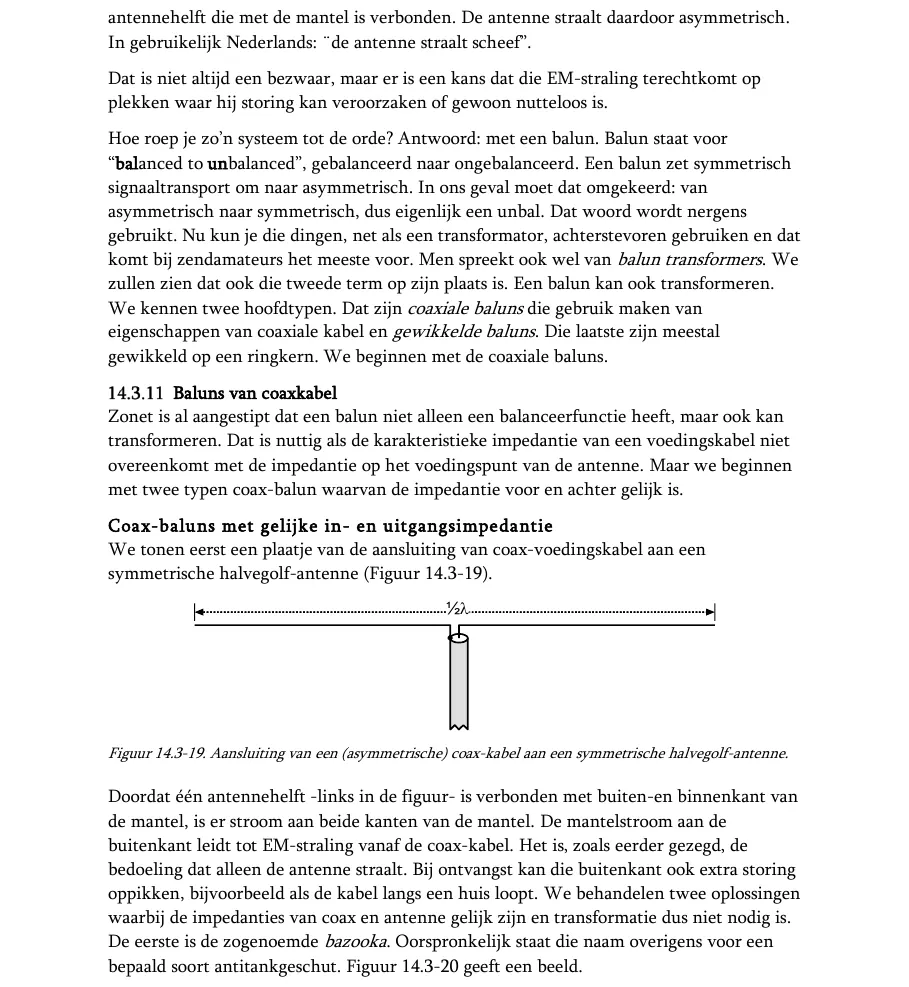 antennehelft die met de mantel is verbonden. De antenne straalt daardoor asymmetrisch.
In gebruikelijk Nederlands: ¨de antenne straalt scheef”.
Dat is niet altijd een bezwaar, maar er is een kans dat die EM-straling terechtkomt op
plekken waar hij storing kan veroorzaken of gewoon nutteloos is.
Hoe roep je zo’n systeem tot de orde? Antwoord: met een balun. Balun staat voor
“balanced to unbalanced”, gebalanceerd naar ongebalanceerd. Een balun zet symmetrisch
signaaltransport om naar asymmetrisch. In ons geval moet dat omgekeerd: van
asymmetrisch naar symmetrisch, dus eigenlijk een unbal. Dat woord wordt nergens
gebruikt. Nu kun je die dingen, net als een transformator, achterstevoren gebruiken en dat
komt bij zendamateurs het meeste voor. Men spreekt ook wel van balun transformers. We
zullen zien dat ook die tweede term op zijn plaats is. Een balun kan ook transformeren.
We kennen twee hoofdtypen. Dat zijn coaxiale baluns die gebruik maken van
eigenschappen van coaxiale kabel en gewikkelde baluns. Die laatste zijn meestal
gewikkeld op een ringkern. We beginnen met de coaxiale baluns.
14.3.11 Baluns van coaxkabel
Zonet is al aangestipt dat een balun niet alleen een balanceerfunctie heeft, maar ook kan
transformeren. Dat is nuttig als de karakteristieke impedantie van een voedingskabel niet
overeenkomt met de impedantie op het voedingspunt van de antenne. Maar we beginnen
met twee typen coax-balun waarvan de impedantie voor en achter gelijk is.
Coax-baluns met gelijke in- en uitgangsimpedantie
We tonen eerst een plaatje van de aansluiting van coax-voedingskabel aan een
symmetrische halvegolf-antenne (Figuur 14.3-19).
½λ
Figuur 14.3-19. Aansluiting van een (asymmetrische) coax-kabel aan een symmetrische halvegolf-antenne.
Doordat één antennehelft -links in de figuur- is verbonden met buiten-en binnenkant van
de mantel, is er stroom aan beide kanten van de mantel. De mantelstroom aan de
buitenkant leidt tot EM-straling vanaf de coax-kabel. Het is, zoals eerder gezegd, de
bedoeling dat alleen de antenne straalt. Bij ontvangst kan die buitenkant ook extra storing
oppikken, bijvoorbeeld als de kabel langs een huis loopt. We behandelen twee oplossingen
waarbij de impedanties van coax en antenne gelijk zijn en transformatie dus niet nodig is.
De eerste is de zogenoemde bazooka. Oorspronkelijk staat die naam overigens voor een
bepaald soort antitankgeschut. Figuur 14.3-20 geeft een beeld.